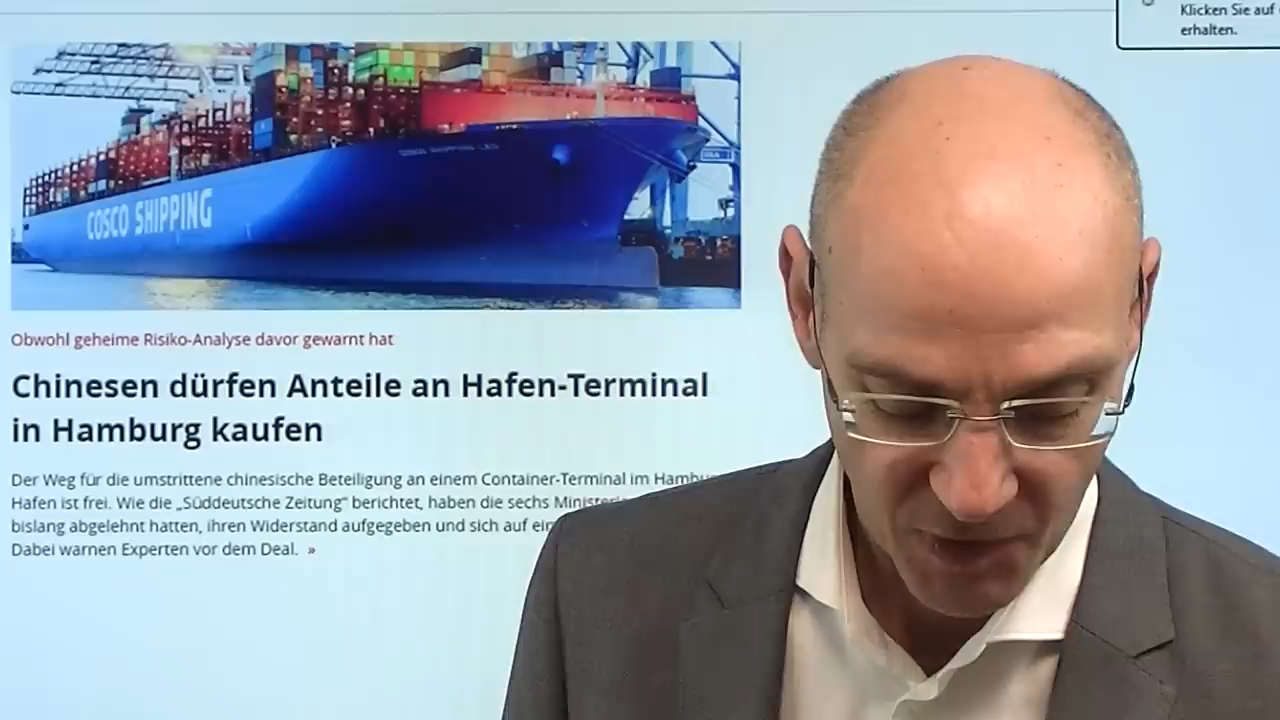 Klicken Sie auf
erhalten.
COSCO SHIPPING
Obwohl geheime Risiko-Analyse davor gewarnt hat
Chinesen dürfen Anteile an Hafen-Terminal
in Hamburg kaufen
Der Weg für die umstrittene chinesische Beteiligung an einem Container-Terminal im
Hafen ist frei. Wie die „Süddeutsche Zeitung“ berichtet, haben die sechs
bislang abgelehnt hatten, ihren Widerstand aufgegeben und sich auf
Dabei warnen Experten vor dem Deal. »